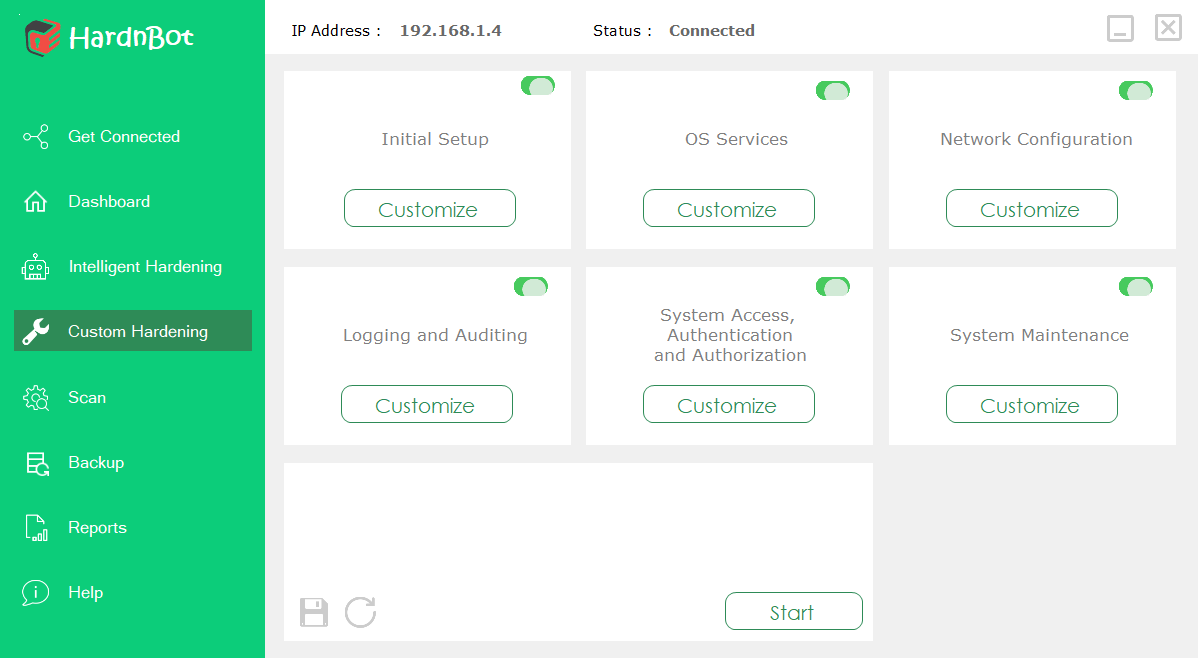 HardnBot
IP Address : 192.168.1.4 Status : Connected
Get Connected
Dashboard
Intelligent Hardening
Custom Hardening
Scan
Backup
Reports
Help
Initial Setup
Customize
OS Services
Customize
Network Configuration
Customize
Logging and Auditing
Customize
System Access,
Authentication
and Authorization
Customize
System Maintenance
Customize
Start